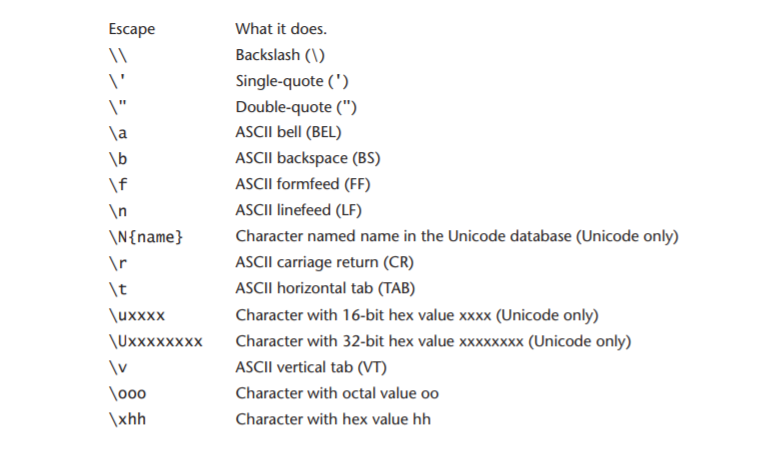 Escape What it does.
\\ Backslash (\)
\' Single-quote (')
\" Double-quote (")
\a ASCII bell (BEL)
\b ASCII backspace (BS)
\f ASCII formfeed (FF)
\n ASCII linefeed (LF)
\N{name} Character named name in the Unicode database (Unicode only)
\r ASCII carriage return (CR)
\t ASCII horizontal tab (TAB)
\uxxxx Character with 16-bit hex value xxxx (Unicode only)
\Uxxxxxxxx Character with 32-bit hex value xxxxxxxx (Unicode only)
\v ASCII vertical tab (VT)
\ooo Character with octal value oo
\xhh Character with hex value hh